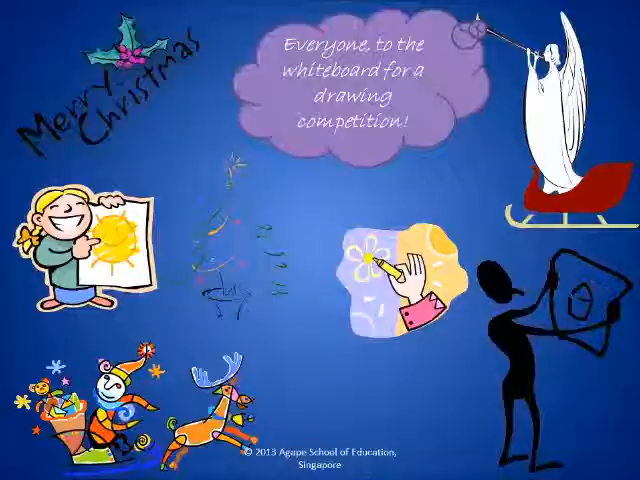 Merry
Christmas
Everyone, to the
whiteboard for a
drawing
competition!
© 2013 Agape School of Education,
Singapore